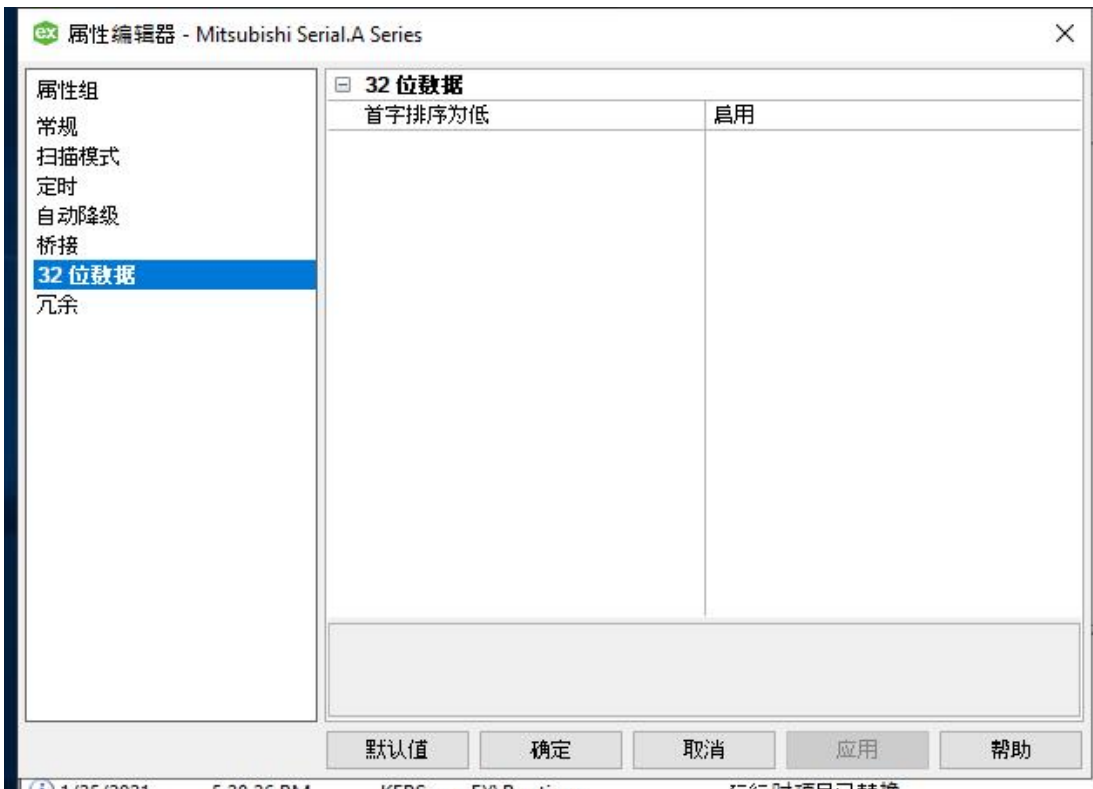 属性编辑器 - Mitsubishi Serial.A Series
属性组
常规
扫描模式
定时
自动降级
桥接
32 位数据
冗余
32 位数据
首字排序为低 启用
默认值 确定 取消 应用 帮助